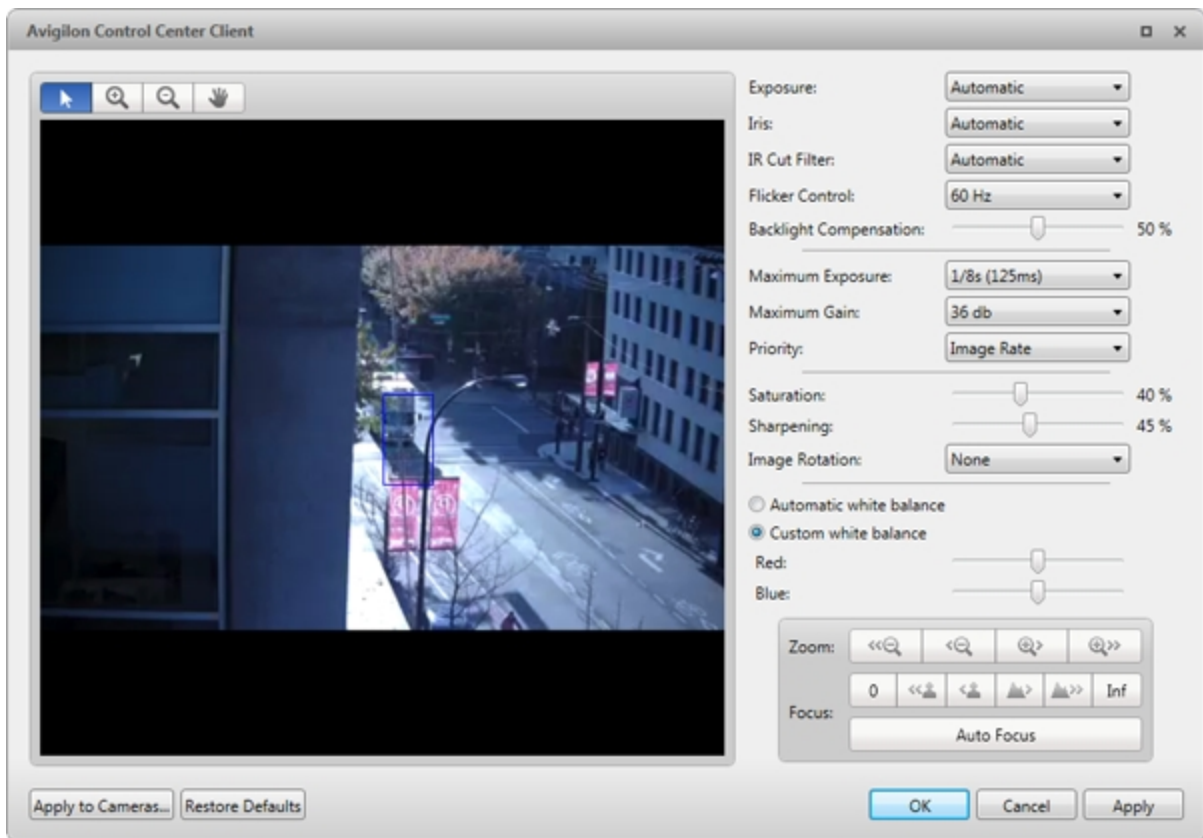 Avigilon Control Center Client
Exposure: Automatic
Iris: Automatic
IR Cut Filter: Automatic
Flicker Control: 60 Hz
Backlight Compensation: 50 %
Maximum Exposure: 1/8s (125ms)
Maximum Gain: 36 db
Priority: Image Rate
Saturation: 40 %
Sharpening: 45 %
Image Rotation: None
Automatic white balance
Custom white balance
Red:
Blue:
Zoom:
Focus: 0 Inf
Auto Focus
Apply to Cameras... Restore Defaults OK Cancel Apply